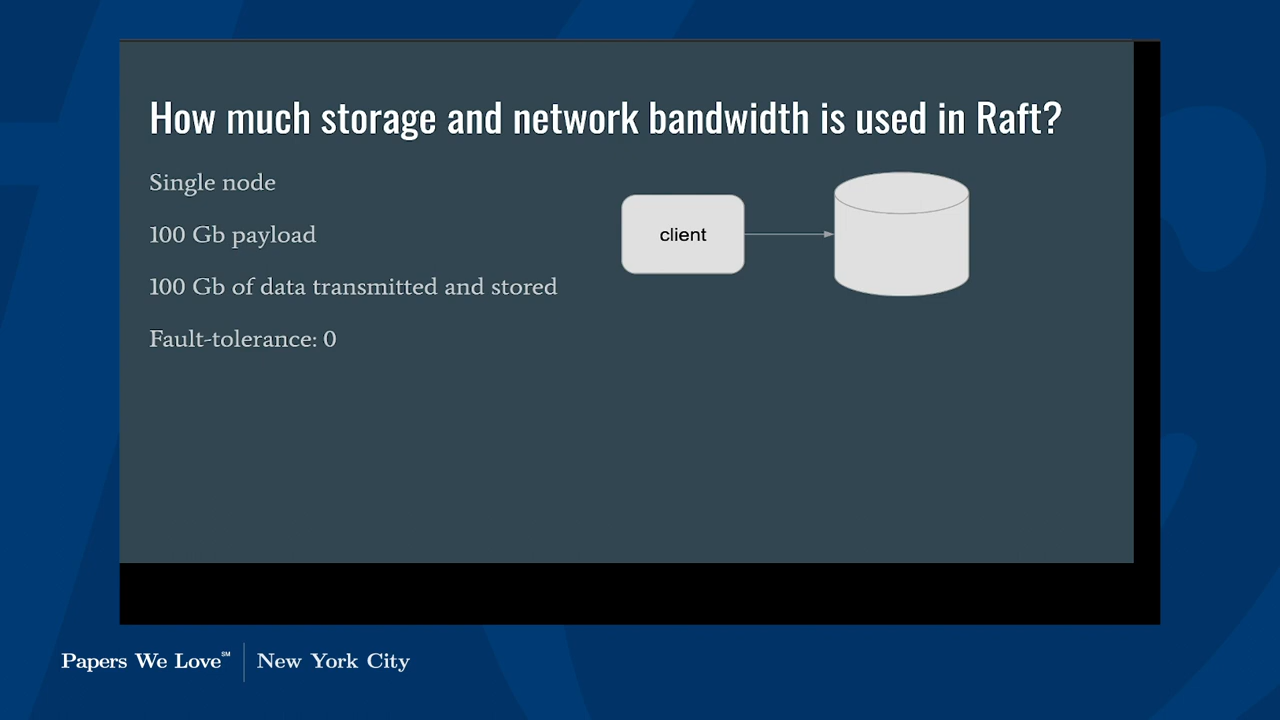 How much storage and network bandwidth is used in Raft?
Single node
100 Gb payload
100 Gb of data transmitted and stored
Fault-tolerance: 0
client
Papers We Love℠ | New York City